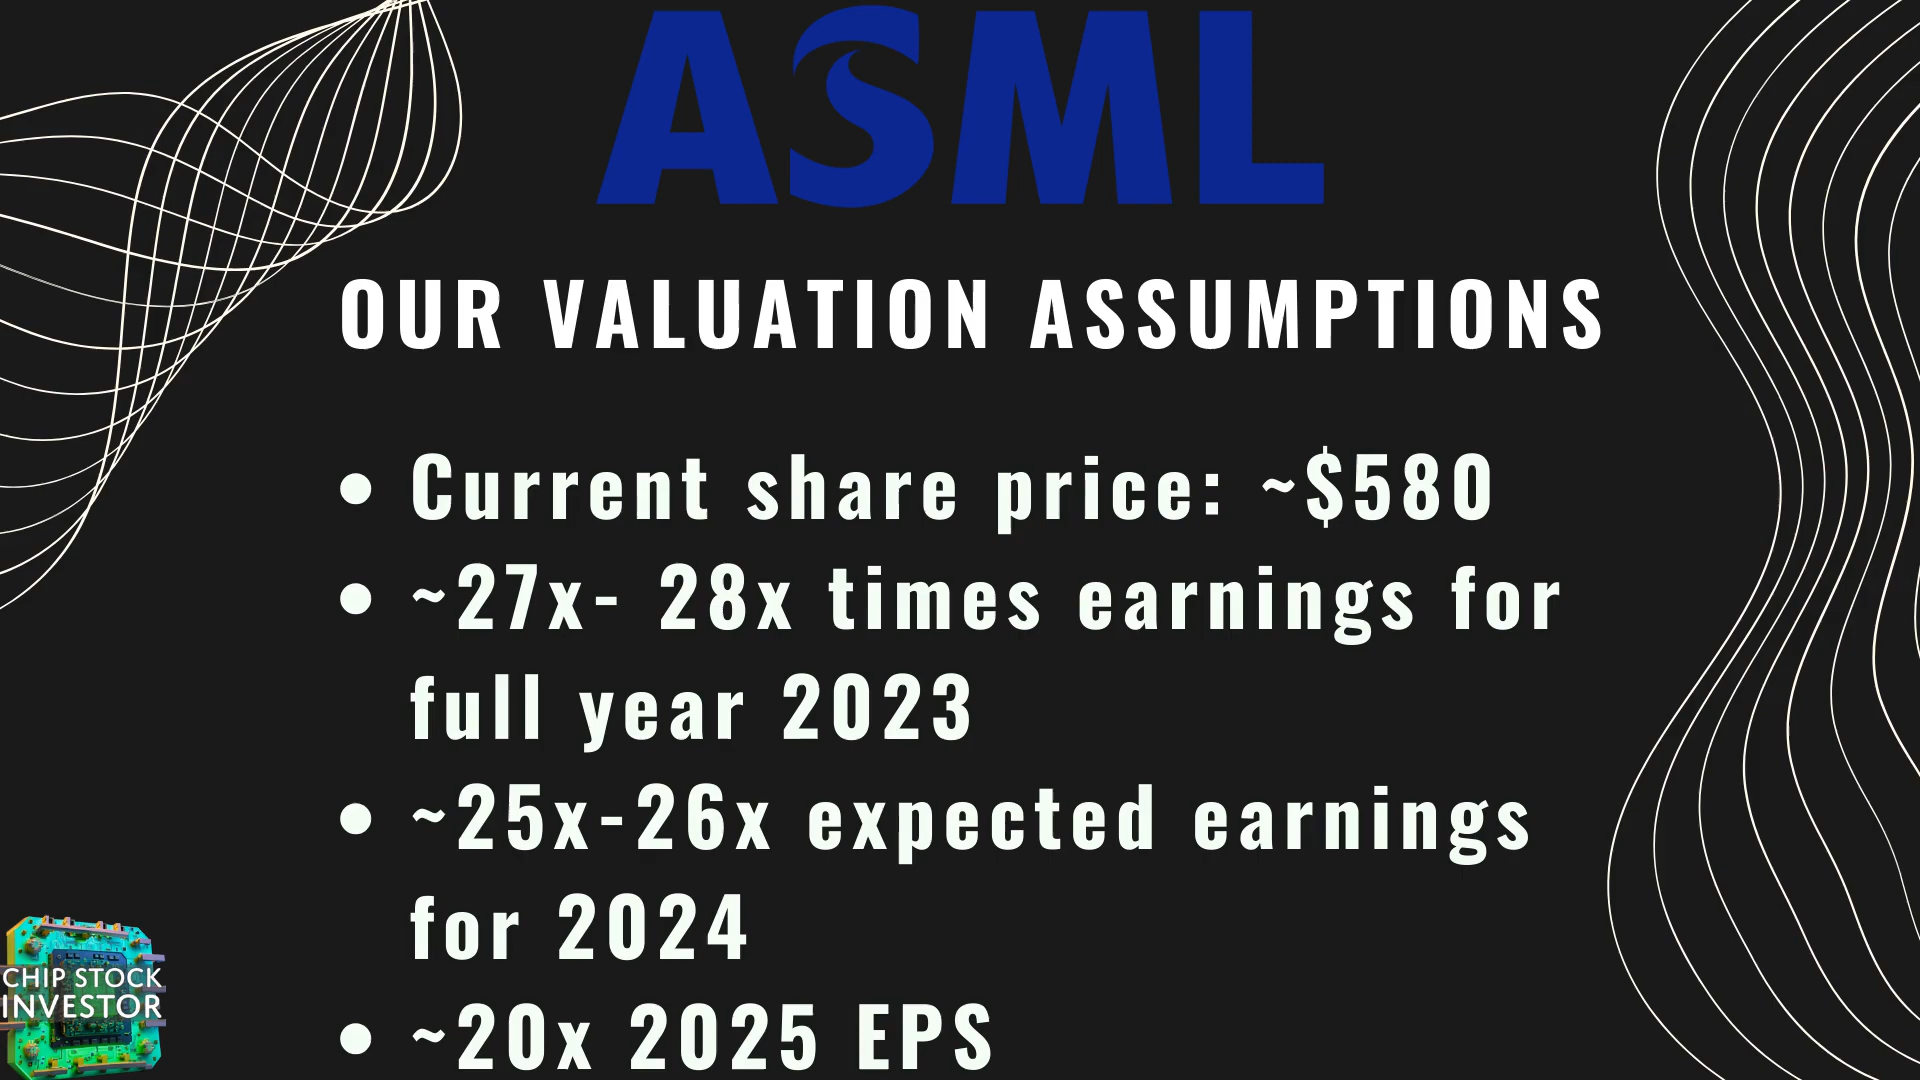 ASML
OUR VALUATION ASSUMPTIONS
• Current share price: ~$580
• ~27x- 28x times earnings for
full year 2023
• ~25x-26x expected earnings
for 2024
• ~20x 2025 EPS
CHIP STOCK
INVESTOR